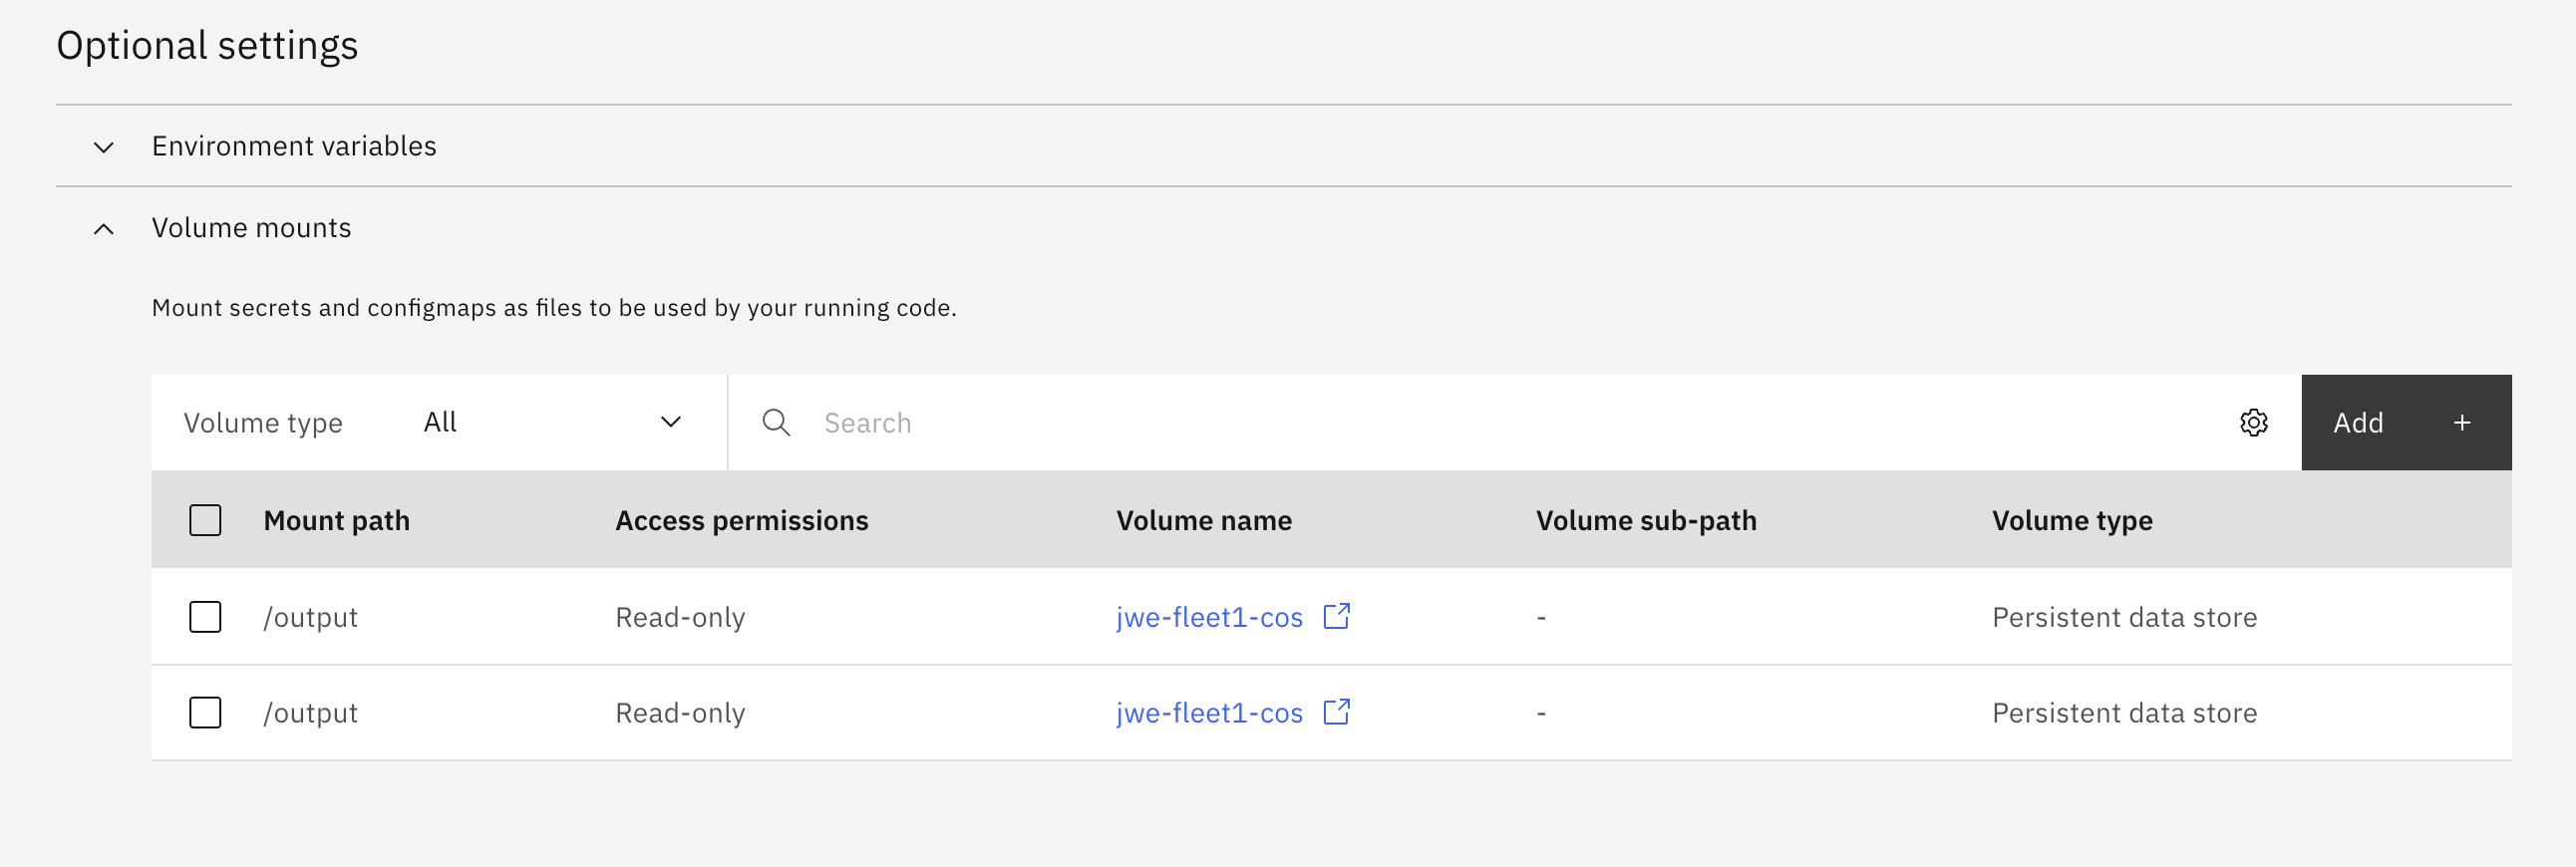 Optional settings
Environment variables
Volume mounts
Mount secrets and configmaps as files to be used by your running code.
Volume type All Search Add +
Mount path Access permissions Volume name Volume sub-path Volume type
/output Read-only jwe-fleet1-cos - Persistent data store
/output Read-only jwe-fleet1-cos - Persistent data store